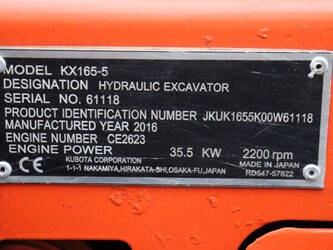 MODEL KX165-5
DESIGNATION HYDRAULIC EXCAVATOR
SERIAL NO. 61118
PRODUCT IDENTIFICATION NUMBER JKUK1655K00W61118
MANUFACTURED YEAR 2016
ENGINE NUMBER CE2623
ENGINE POWER 35.5 KW 2200 rpm
KUBOTA CORPORATION MADE IN JAPAN
1-1-1 NAKAMIYA,HIRAKATA-SHI,OSAKA-FU,JAPAN RD547-57822